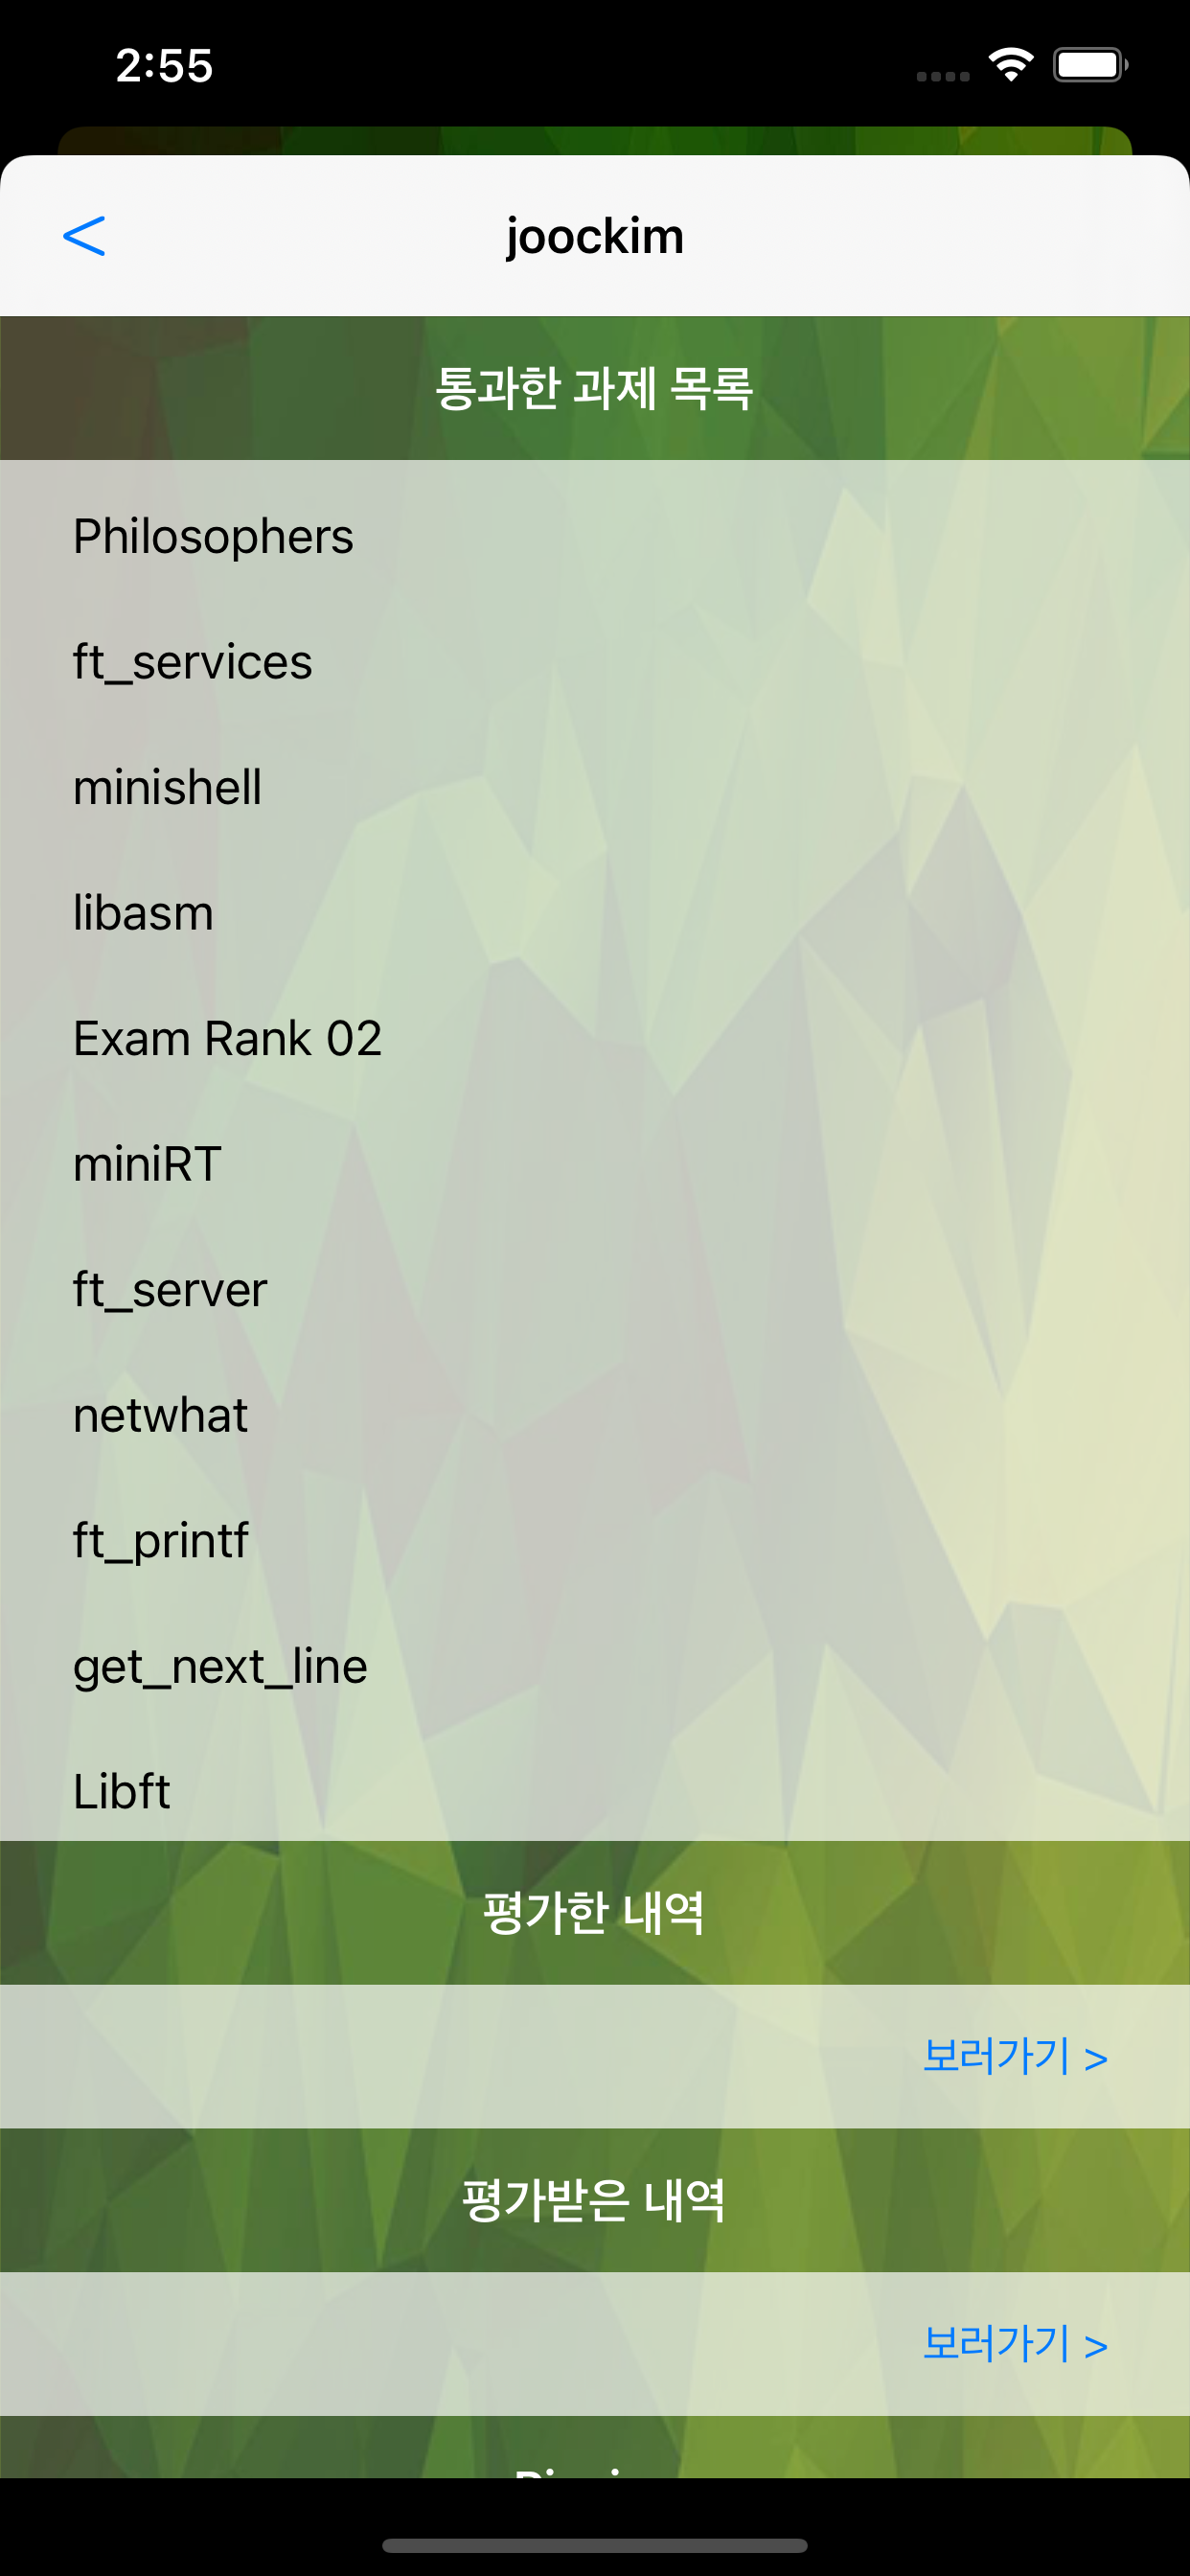 2:55
<
joockim
통과한 과제 목록
Philosophers
ft_services
minishell
libasm
Exam Rank 02
miniRT
ft_server
netwhat
ft_printf
get_next_line
Libft
평가한 내역
보러가기 >
평가받은 내역
보러가기 >